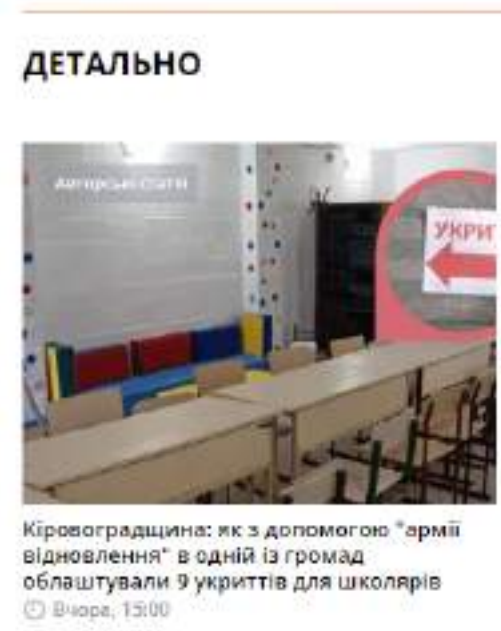 ДЕТАЛЬНО
Авторські статті
УКРИТ
Кіровоградщина: як з допомогою "армії
відновлення" в одній із громад
облаштували 9 укриттів для школярів
Вчора, 15:00